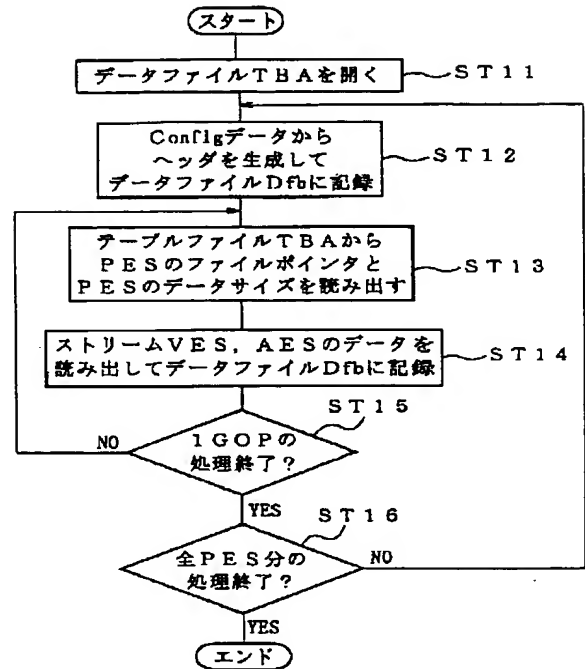 スタート
データファイルTBAを開く
ST11
Configデータから
ヘッダを生成して
データファイルDfbに記録
ST12
テーブルファイルTBAから
PESのファイルポインタと
PESのデータサイズを読み出す
ST13
ストリームVES，AESのデータを
読み出してデータファイルDfbに記録
ST14
ST15
NO
1GOPの
処理終了？
YES
ST16
全PES分の
処理終了？
NO
YES
エンド